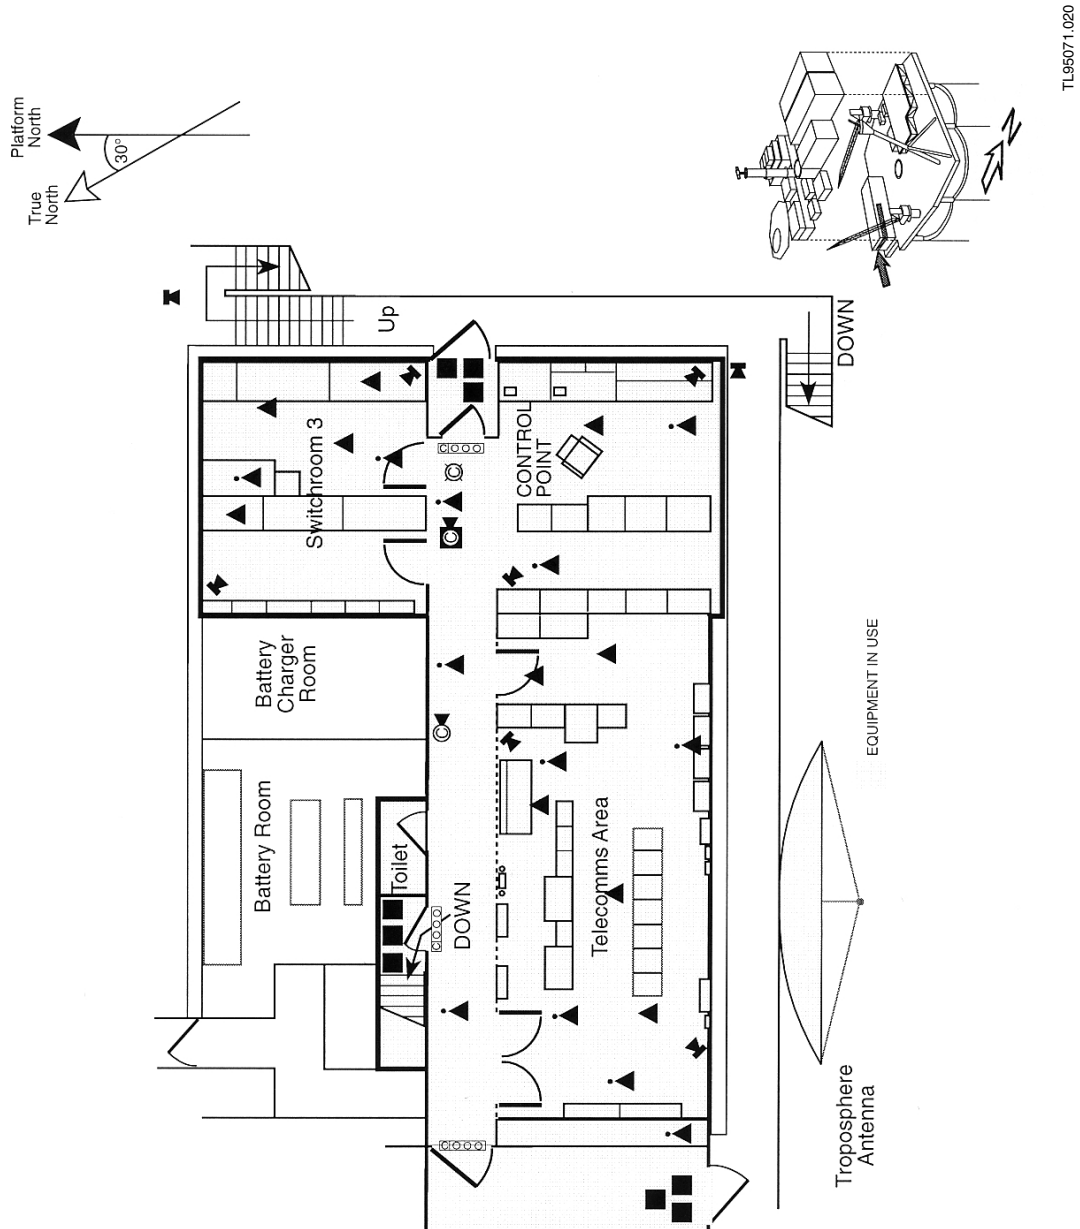 TL95071.020
Platform
North
30°
True
North
N
Up
DOWN
Switchroom 3
CONTROL
POINT
Battery
Charger
Room
Battery Room
Toilet
DOWN
Telecomms Area
EQUIPMENT IN USE
Troposphere
Antenna
C
C
C
C
C
C